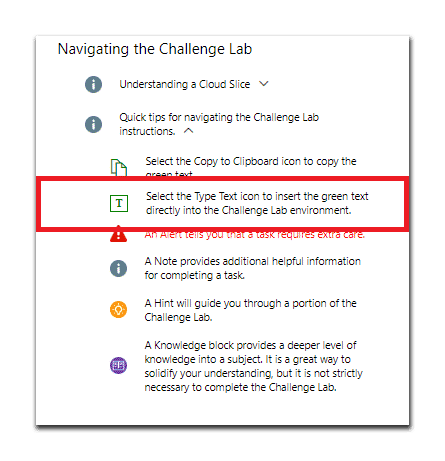 Navigating the Challenge Lab
Understanding a Cloud Slice
Quick tips for navigating the Challenge Lab
instructions.
Select the Copy to Clipboard icon to copy the
green text.
T
Select the Type Text icon to insert the green text
directly into the Challenge Lab environment.
An Alert tells you that a task requires extra care.
A Note provides additional helpful information
for completing a task.
A Hint will guide you through a portion of the
Challenge Lab.
A Knowledge block provides a deeper level of
knowledge into a subject. It is a great way to
solidify your understanding, but it is not strictly
necessary to complete the Challenge Lab.